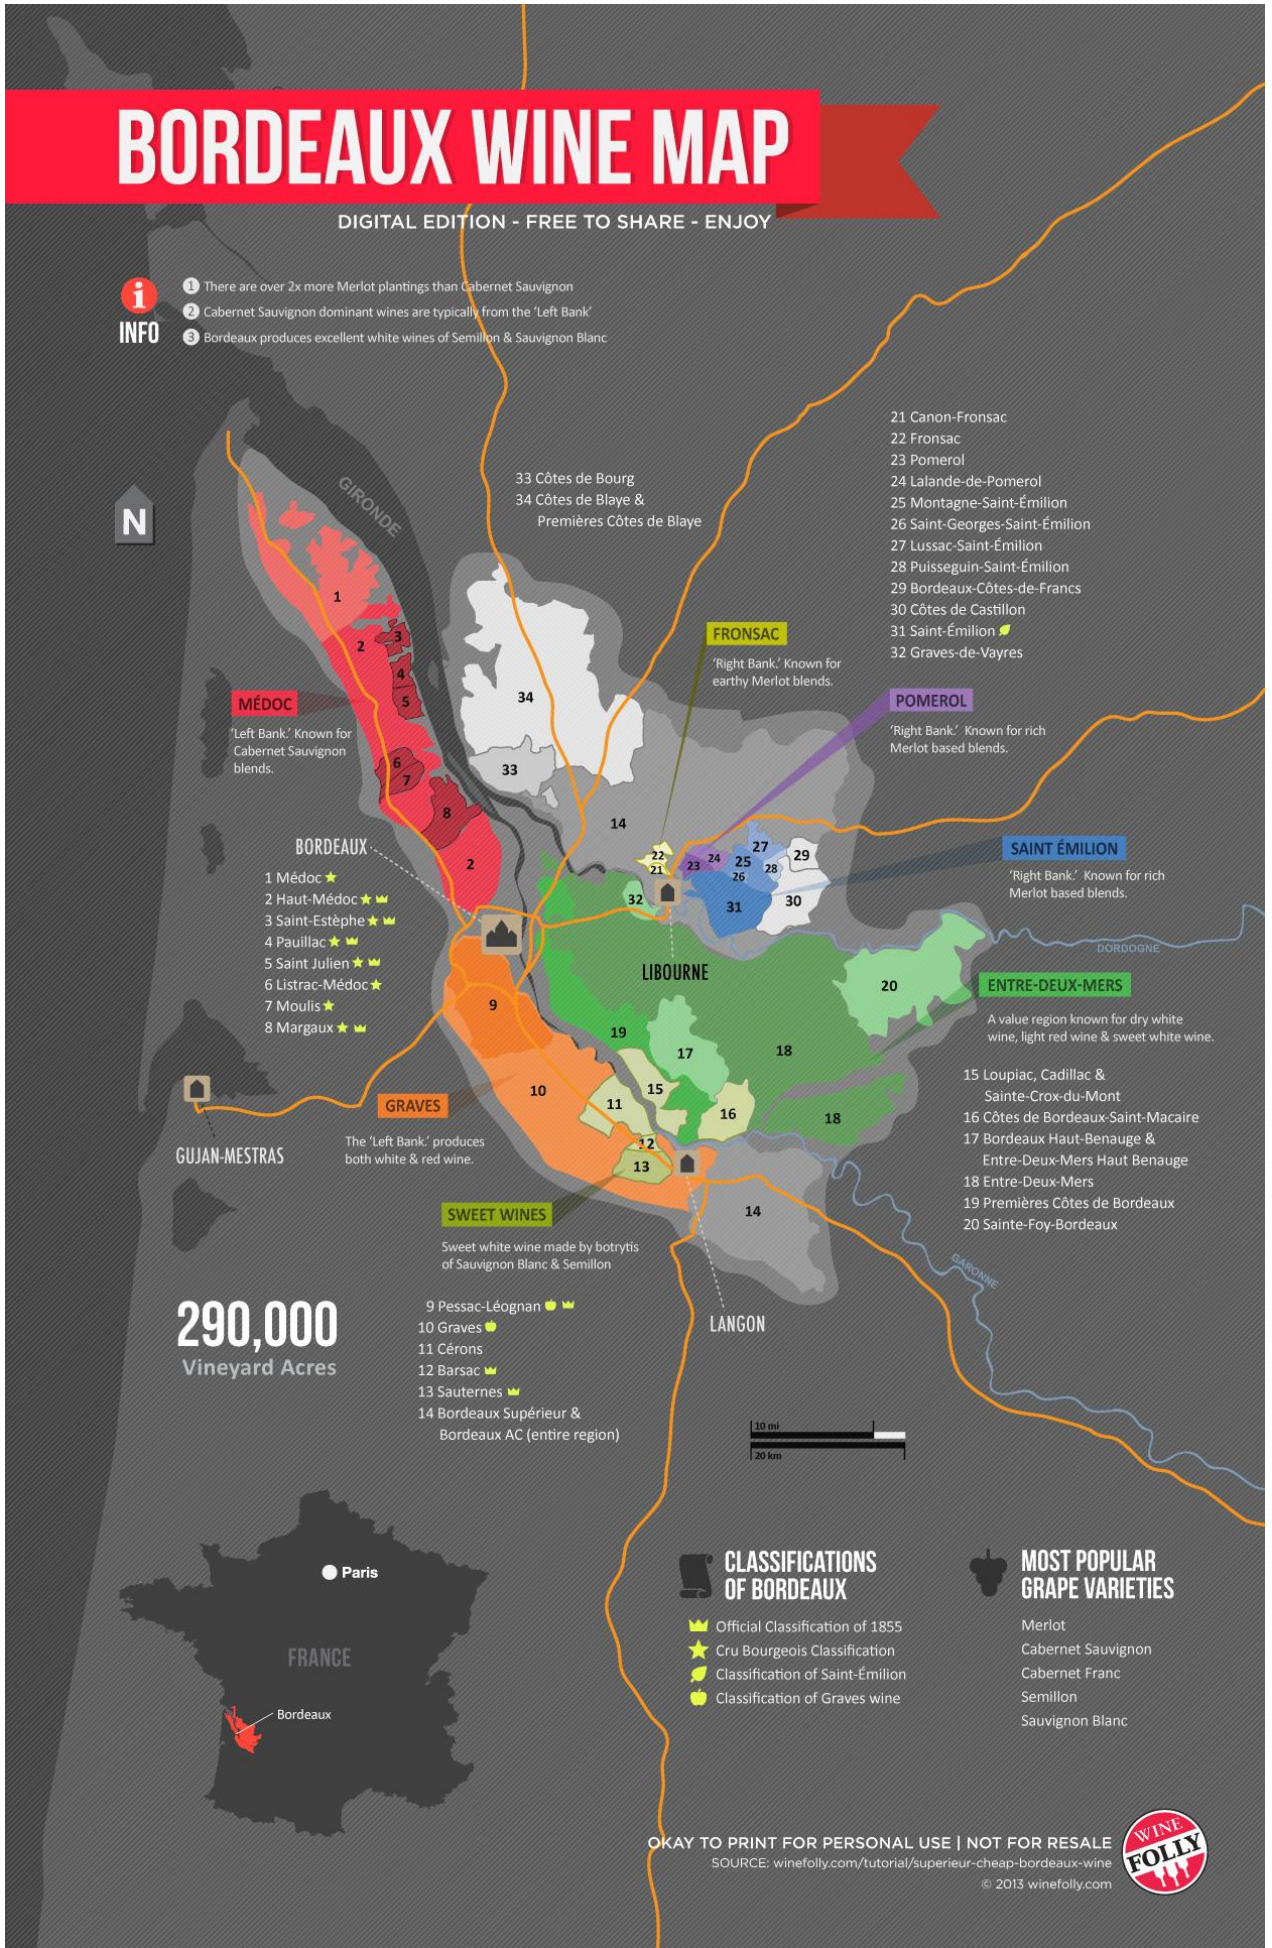 BORDEAUX WINE MAP
DIGITAL EDITION - FREE TO SHARE - ENJOY
i
INFO
1 There are over 2x more Merlot plantings than Cabernet Sauvignon
2 Cabernet Sauvignon dominant wines are typically from the ‘Left Bank’
3 Bordeaux produces excellent white wines of Semillon & Sauvignon Blanc
N
GIRONDE
33 Côtes de Bourg
34 Côtes de Blaye &
Premières Côtes de Blaye
21 Canon-Fronsac
22 Fronsac
23 Pomerol
24 Lalande-de-Pomerol
25 Montagne-Saint-Émilion
26 Saint-Georges-Saint-Émilion
27 Lussac-Saint-Émilion
28 Puisseguin-Saint-Émilion
29 Bordeaux-Côtes-de-Francs
30 Côtes de Castillon
31 Saint-Émilion
32 Graves-de-Vayres
FRONSAC
‘Right Bank.’ Known for
earthy Merlot blends.
POMEROL
‘Right Bank.’ Known for rich
Merlot based blends.
MÉDOC
‘Left Bank.’ Known for
Cabernet Sauvignon
blends.
1
2
3
4
5
6
7
8
2
34
33
14
22
21
23
24
25
26
27
28
29
30
31
32
SAINT ÉMILION
‘Right Bank.’ Known for rich
Merlot based blends.
BORDEAUX
1 Médoc
2 Haut-Médoc
3 Saint-Estèphe
4 Pauillac
5 Saint Julien
6 Listrac-Médoc
7 Moulis
8 Margaux
LIBOURNE
DORDOGNE
9
10
11
12
13
14
15
16
17
18
18
19
20
ENTRE-DEUX-MERS
A value region known for dry white
wine, light red wine & sweet white wine.
15 Loupiac, Cadillac &
Sainte-Crox-du-Mont
16 Côtes de Bordeaux-Saint-Macaire
17 Bordeaux Haut-Benauge &
Entre-Deux-Mers Haut Benauge
18 Entre-Deux-Mers
19 Premières Côtes de Bordeaux
20 Sainte-Foy-Bordeaux
GRAVES
The ‘Left Bank.’ produces
both white & red wine.
GUJAN-MESTRAS
SWEET WINES
Sweet white wine made by botrytis
of Sauvignon Blanc & Semillon
GARONNE
LANGON
290,000
Vineyard Acres
9 Pessac-Léognan
10 Graves
11 Cérons
12 Barsac
13 Sauternes
14 Bordeaux Supérieur &
Bordeaux AC (entire region)
10 mi
20 km
Paris
FRANCE
Bordeaux
CLASSIFICATIONS
OF BORDEAUX
Official Classification of 1855
Cru Bourgeois Classification
Classification of Saint-Émilion
Classification of Graves wine
MOST POPULAR
GRAPE VARIETIES
Merlot
Cabernet Sauvignon
Cabernet Franc
Semillon
Sauvignon Blanc
OKAY TO PRINT FOR PERSONAL USE | NOT FOR RESALE
SOURCE: winefolly.com/tutorial/superieur-cheap-bordeaux-wine
© 2013 winefolly.com
WINE
FOLLY